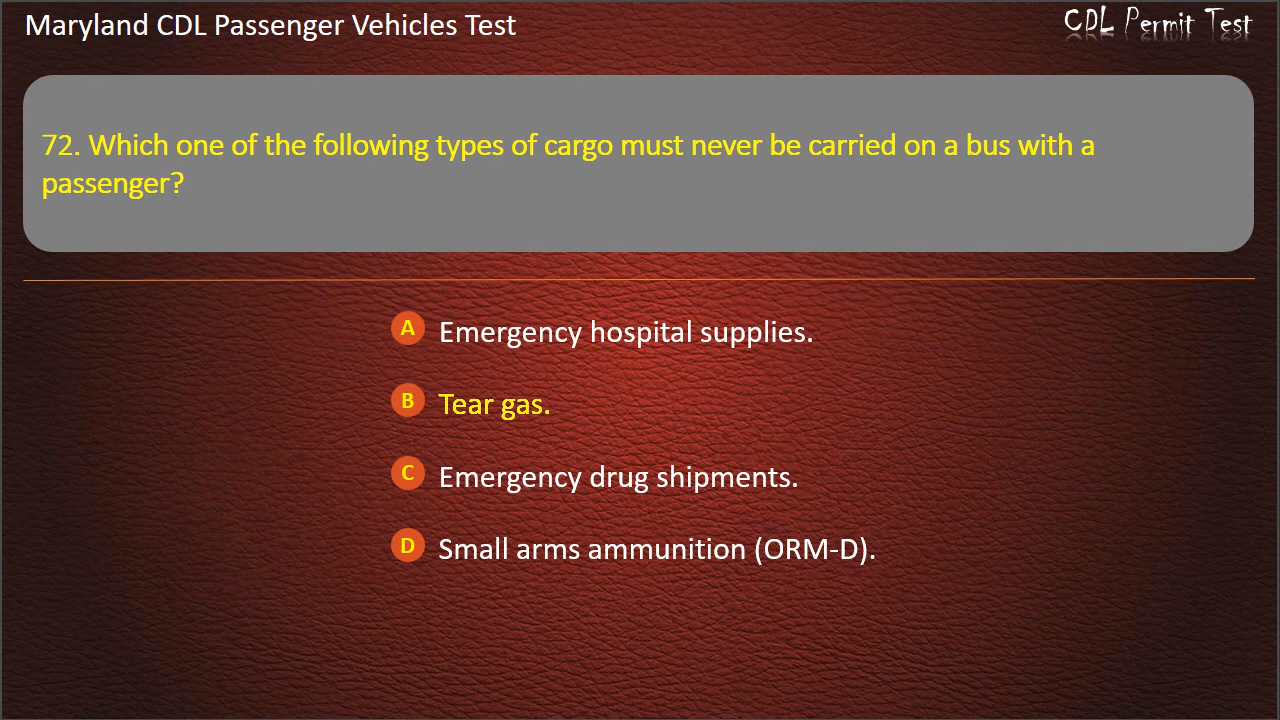 Maryland CDL Passenger Vehicles Test
CDL Permit Test
72. Which one of the following types of cargo must never be carried on a bus with a
passenger?
A Emergency hospital supplies.
B Tear gas.
C Emergency drug shipments.
D Small arms ammunition (ORM-D).